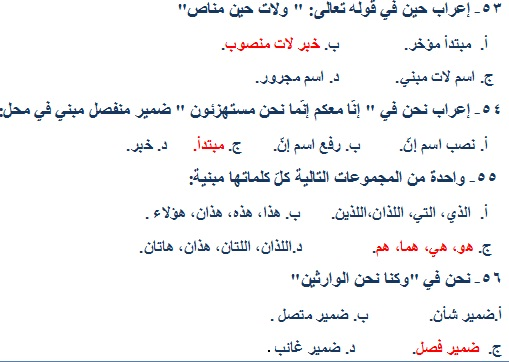 ٥٣- إعراب حين في قوله تعالى: " ولات حين مناص"
أ. مبتدأ مؤخر. ب. خبر لات منصوب.
ج. اسم لات مبني. د. اسم مجرور.
٥٤- إعراب نحن في " إنّا معكم إنّما نحن مستهزئون " ضمير منفصل مبني في محل:
أ. نصب اسم إنّ. ب. رفع اسم إنّ. ج. مبتدأ. د. خبر.
٥٥- واحدة من المجموعات التالية كلّ كلماتها مبنية:
أ. الذي، التي، اللذان،اللذين. ب. هذا، هذه، هذان، هؤلاء .
ج. هو، هي، هما، هم. د.اللذان، اللتان، هذان، هاتان.
٥٦- نحن في "وكنا نحن الوارثين"
أ.ضمير شأن. ب. ضمير متصل .
ج. ضمير فصل. د. ضمير غائب .